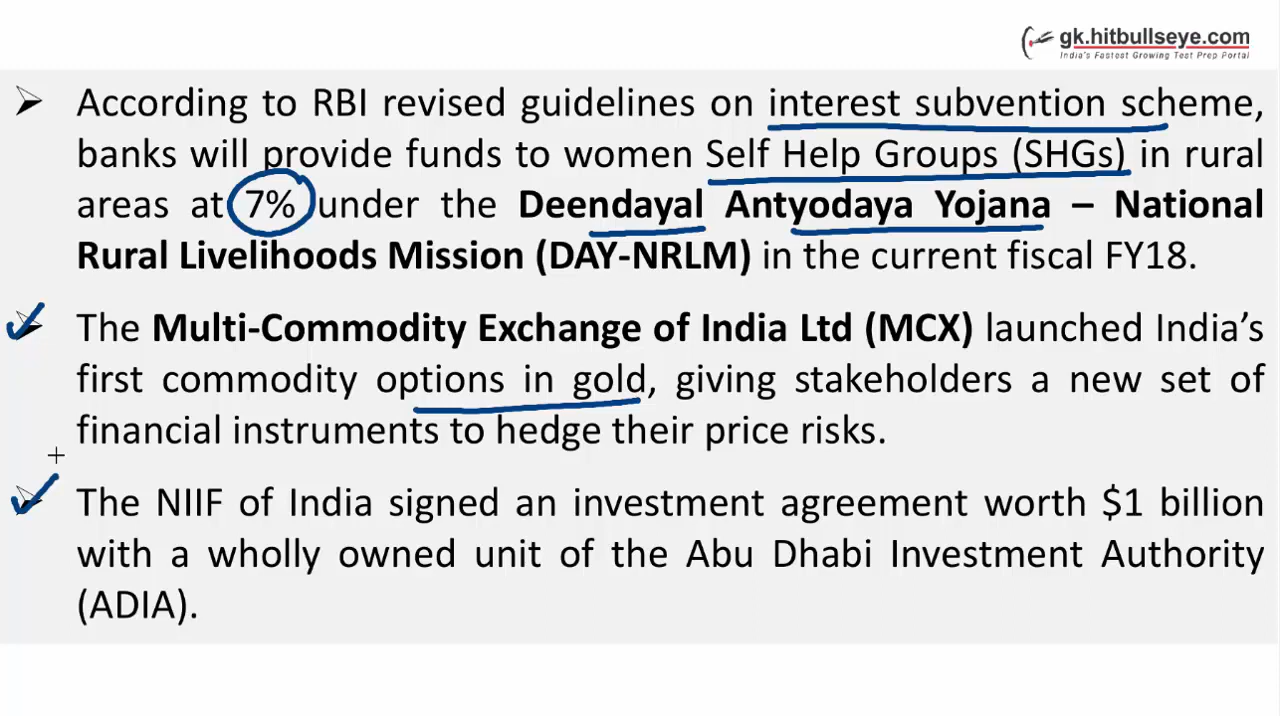 gk.hitbullseye.com
India's Fastest Growing Test Prep Portal
According to RBI revised guidelines on interest subvention scheme,
banks will provide funds to women Self Help Groups (SHGs) in rural
areas at 7% under the Deendayal Antyodaya Yojana – National
Rural Livelihoods Mission (DAY-NRLM) in the current fiscal FY18.
The Multi-Commodity Exchange of India Ltd (MCX) launched India’s
first commodity options in gold, giving stakeholders a new set of
financial instruments to hedge their price risks.
The NIIF of India signed an investment agreement worth $1 billion
with a wholly owned unit of the Abu Dhabi Investment Authority
(ADIA).